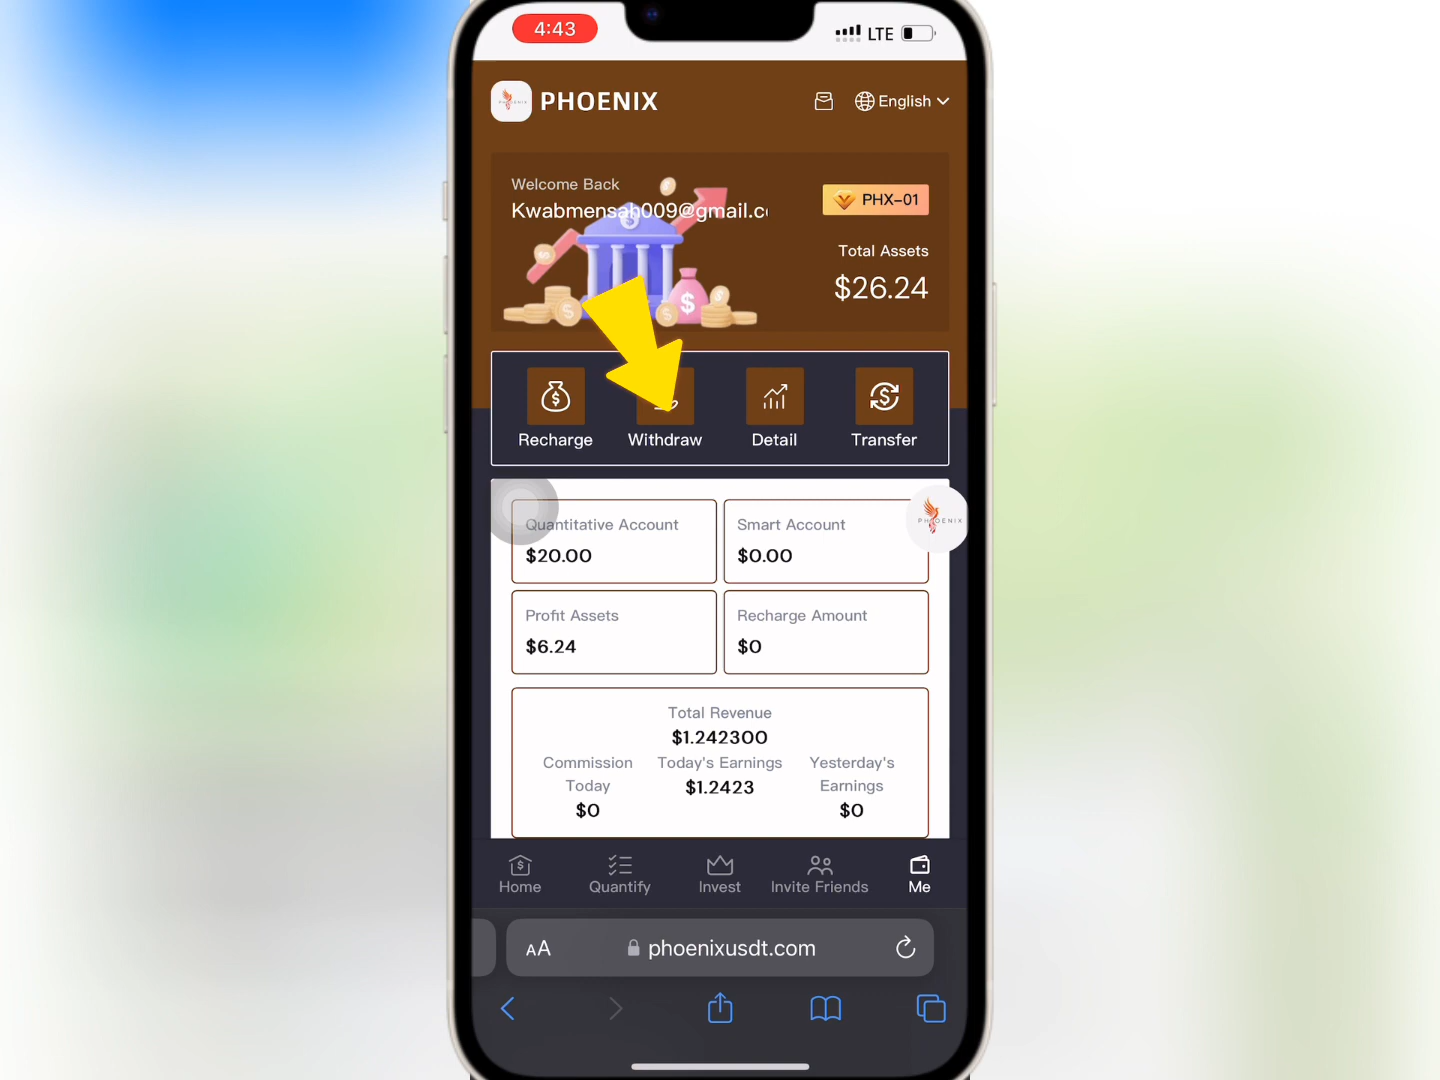 4:43
LTE
PHOENIX
PHOENIX
English
Welcome Back
Kwabmensah009@gmail.c
PHX-01
Total Assets
$26.24
Recharge
Withdraw
Detail
Transfer
Quantitative Account
$20.00
Smart Account
$0.00
PHOENIX
Profit Assets
$6.24
Recharge Amount
$0
Total Revenue
$1.242300
Commission Today
$0
Today's Earnings
$1.2423
Yesterday's Earnings
$0
Home
Quantify
Invest
Invite Friends
Me
AA
phoenixusdt.com